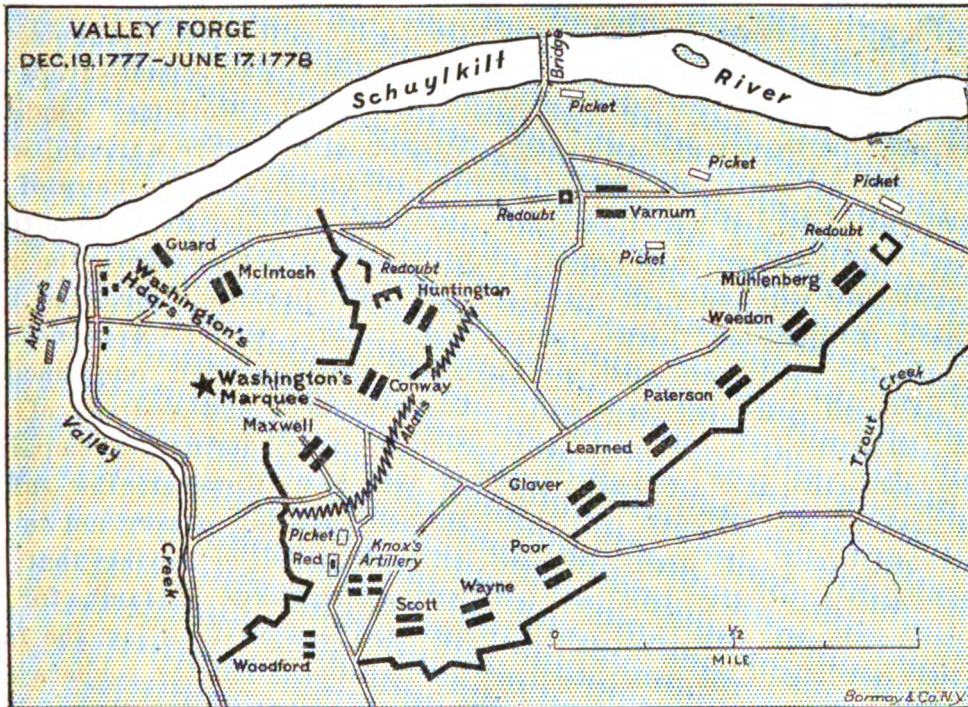 VALLEY FORGE
DEC. 19. 1777–JUNE 17. 1778
Schuylkilt
River
Bridge
Picket
Picket
Picket
Redoubt
Varnum
Picket
Redoubt
Guard
McIntosh
Redoubt
Huntington
Muhlenberg
Washington's
Hdqrs
Artificers
Weedon
Washington's
Marquee
Conway
Abatis
Paterson
Trout
Creek
Maxwell
Learned
Valley
Creek
Glover
Picket
Red
Knox's
Artillery
Poor
Wayne
Scott
Woodford
0
1/2
1
MILE
Bormay & Co. N.Y.